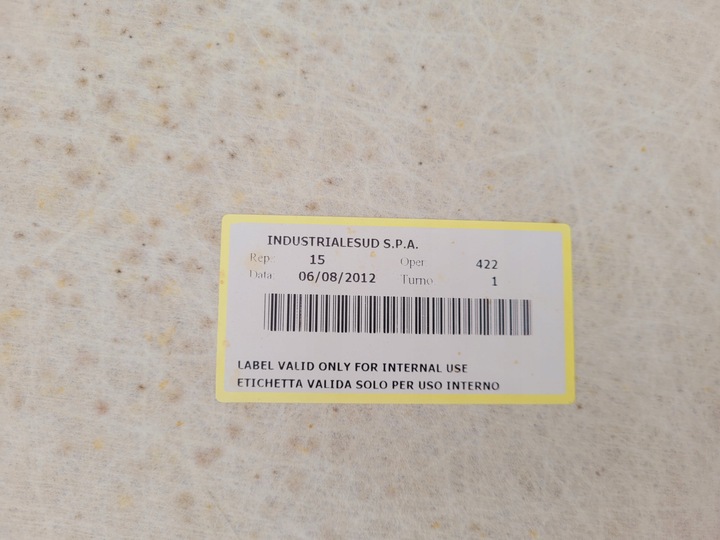 INDUSTRIALESUD S.P.A.
Rep.: 15 Oper 422
Data: 06/08/2012 Turno 1
LABEL VALID ONLY FOR INTERNAL USE
ETICHETTA VALIDA SOLO PER USO INTERNO